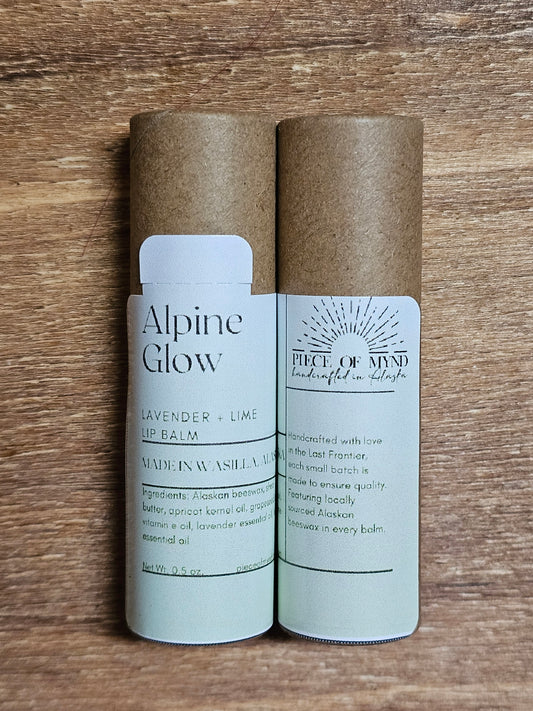 Alpine
Glow
LAVENDER + LIME
LIP BALM
MADE IN WASILLA, ALAS
Ingredients: Alaskan beeswax, shea
butter, apricot kernel oil,
vitamin e oil, lavender essential oil,
essential oil
Net Wt. 0.5 oz.
PIECE OF MYND
handcrafted in Alaska
Handcrafted with love
in the Last Frontier,
each small batch is
made to ensure quality.
Featuring locally
sourced Alaskan
beeswax in every balm.